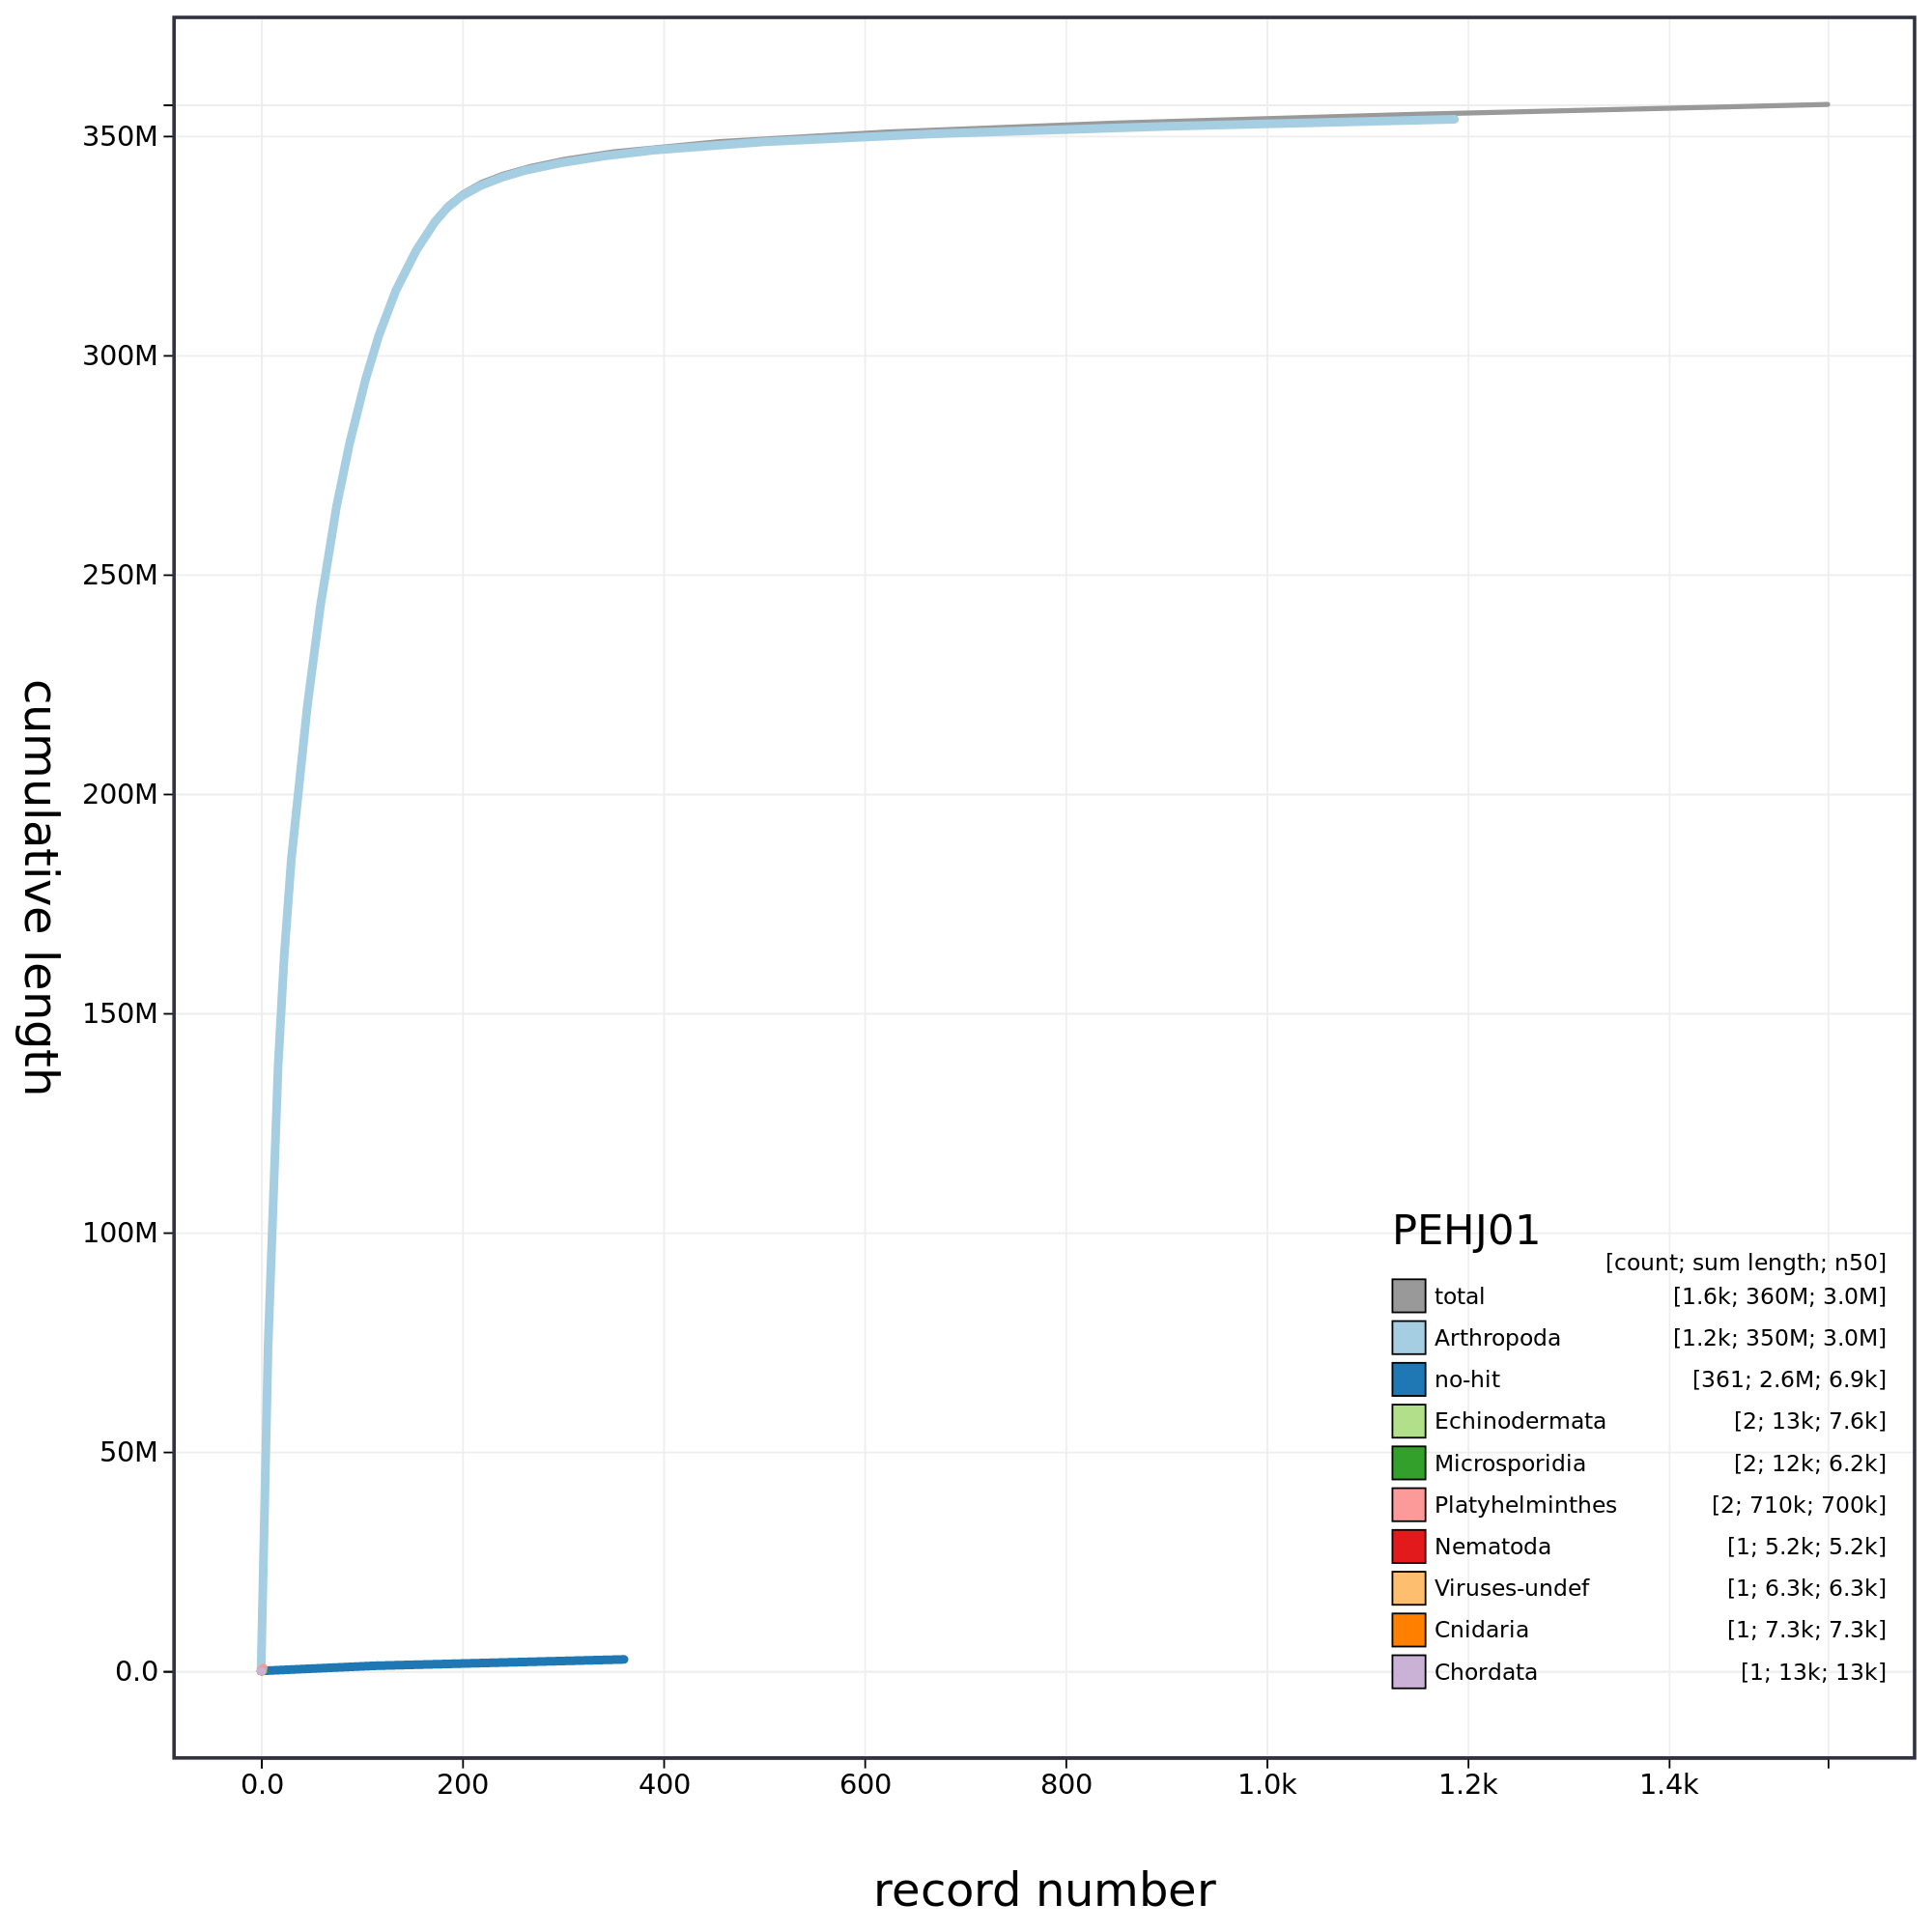 cumulative length
350M
300M
250M
200M
150M
100M
50M
0.0
0.0 200 400 600 800 1.0k 1.2k 1.4k
record number
PEHJ01
[count; sum length; n50]
total [1.6k; 360M; 3.0M]
Arthropoda [1.2k; 350M; 3.0M]
no-hit [361; 2.6M; 6.9k]
Echinodermata [2; 13k; 7.6k]
Microsporidia [2; 12k; 6.2k]
Platyhelminthes [2; 710k; 700k]
Nematoda [1; 5.2k; 5.2k]
Viruses-undef [1; 6.3k; 6.3k]
Cnidaria [1; 7.3k; 7.3k]
Chordata [1; 13k; 13k]